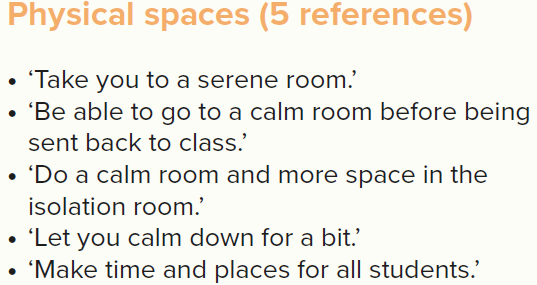 Physical spaces (5 references)
• ‘Take you to a serene room.’
• ‘Be able to go to a calm room before being
sent back to class.’
• ‘Do a calm room and more space in the
isolation room.’
• ‘Let you calm down for a bit.’
• ‘Make time and places for all students.’